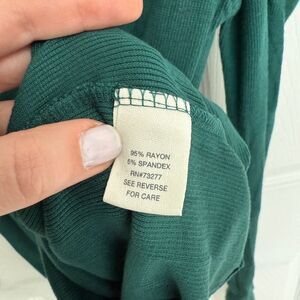 95% RAYON
5% SPANDEX
RN#73277
SEE REVERSE
FOR CARE